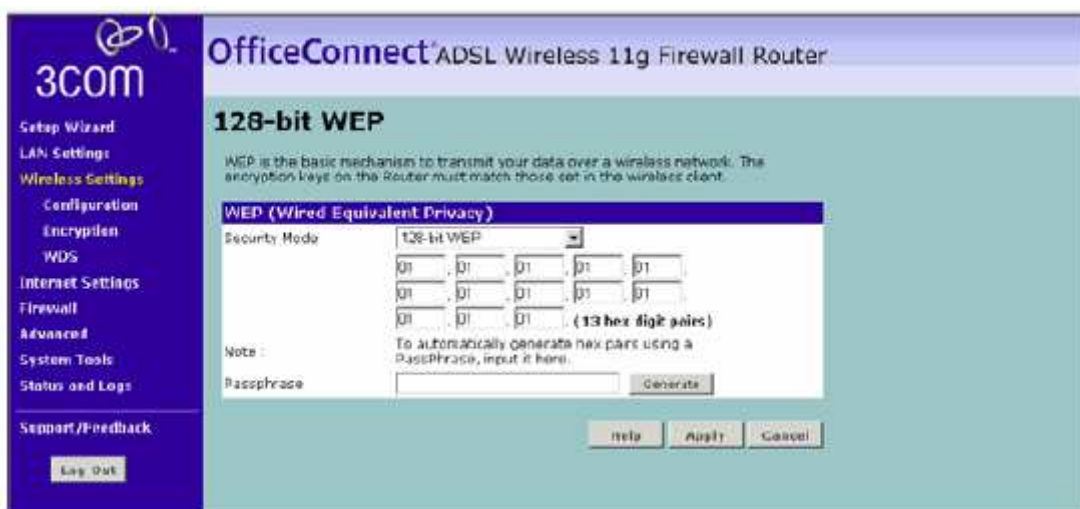 3COM
OfficeConnect ADSL Wireless 11g Firewall Router
Setup Wizard
LAN Settings
Wireless Settings
Configuration
Encryption
WDS
Internet Settings
Firewall
Advanced
System Tools
Status and Logs
Support/Feedback
Log Out
128-bit WEP
WEP is the basic mechanism to transmit your data over a wireless network. The
encryption keys on the Router must match those set in the wireless client.
WEP (Wired Equivalent Privacy)
Security Mode 128-bit WEP
01 . 01 . 01 . 01 . 01 .
01 . 01 . 01 . 01 . 01 .
01 . 01 . 01 . (13 hex digit pairs)
Note : To automatically generate hex pairs using a
PassPhrase, input it here.
Passphrase Generate
Help Apply Cancel